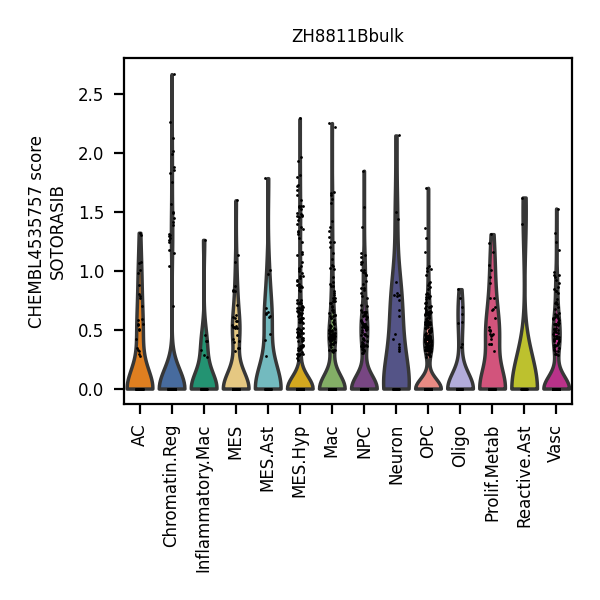 ZH8811Bbulk
CHEMBL4535757 score
SOTORASIB
2.5
2.0
1.5
1.0
0.5
0.0
AC
Chromatin.Reg
Inflammatory.Mac
MES
MES.Ast
MES.Hyp
Mac
NPC
Neuron
OPC
Oligo
Prolif.Metab
Reactive.Ast
Vasc